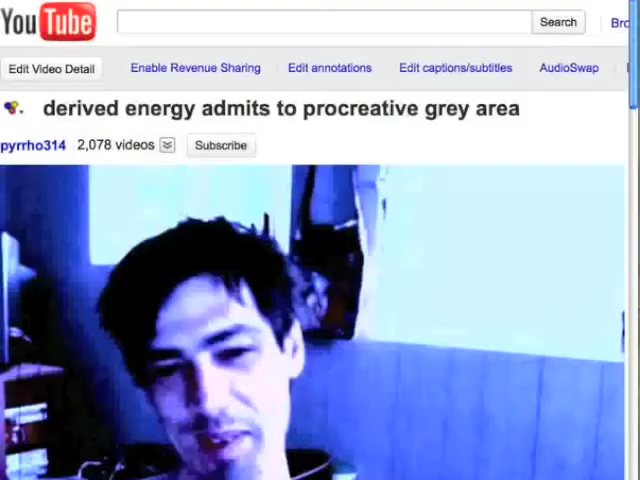 YouTube Search Bro
Edit Video Detail Enable Revenue Sharing Edit annotations Edit captions/subtitles AudioSwap
derived energy admits to procreative grey area
pyrrho314 2,078 videos Subscribe